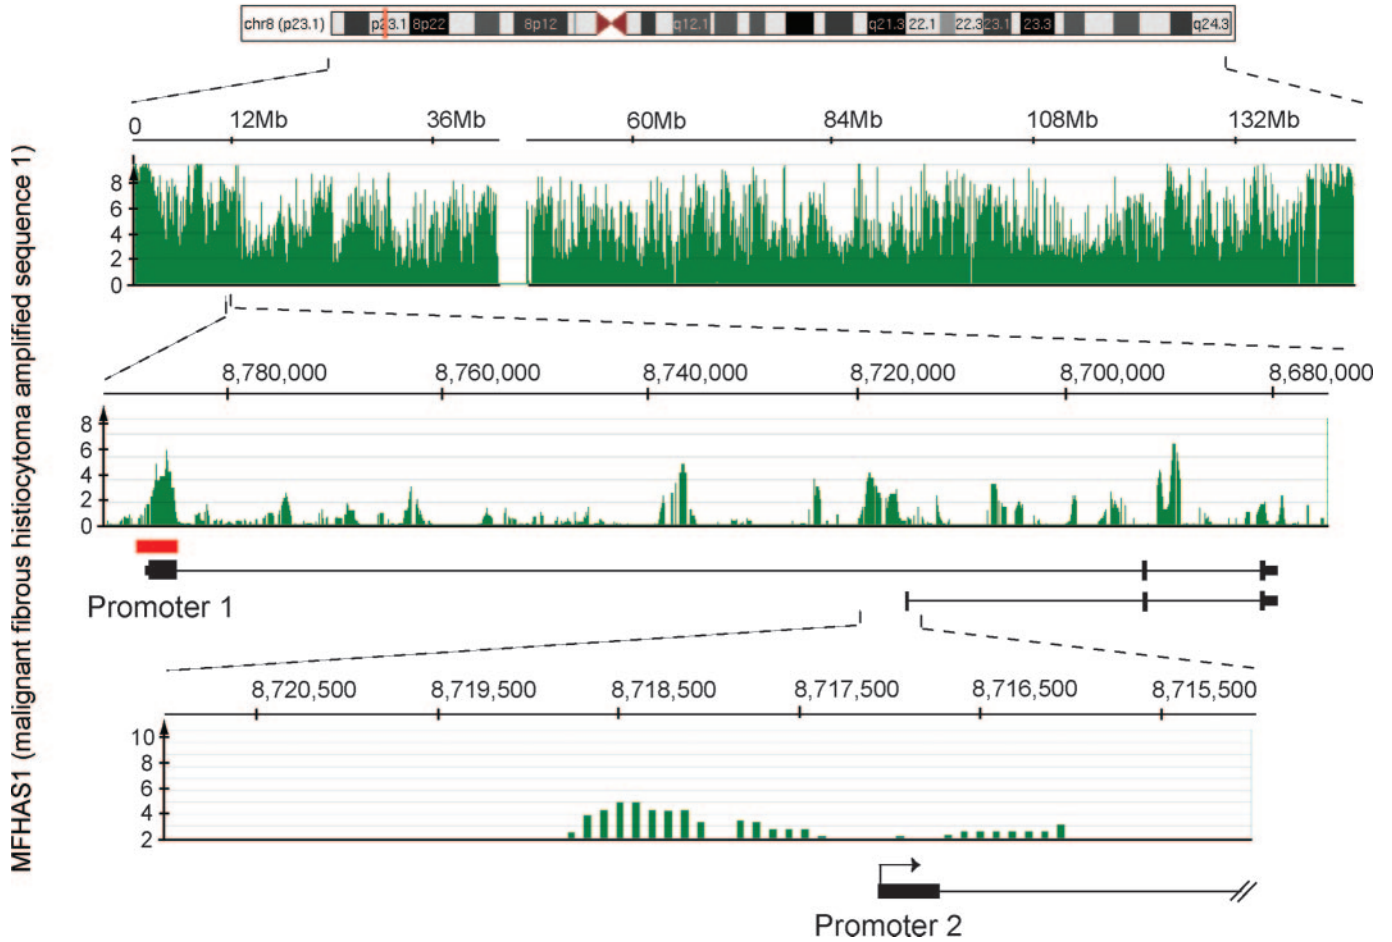 chr8 (p23.1) p23.1 8p22 8p12 q12.1 q21.3 22.1 22.3 23.1 23.3 q24.3
0 12Mb 36Mb 60Mb 84Mb 108Mb 132Mb
8
6
4
2
0
MFHAS1 (malignant fibrous histiocytoma amplified sequence 1)
8,780,000 8,760,000 8,740,000 8,720,000 8,700,000 8,680,000
8
6
4
2
0
Promoter 1
8,720,500 8,719,500 8,718,500 8,717,500 8,716,500 8,715,500
10
8
6
4
2
Promoter 2